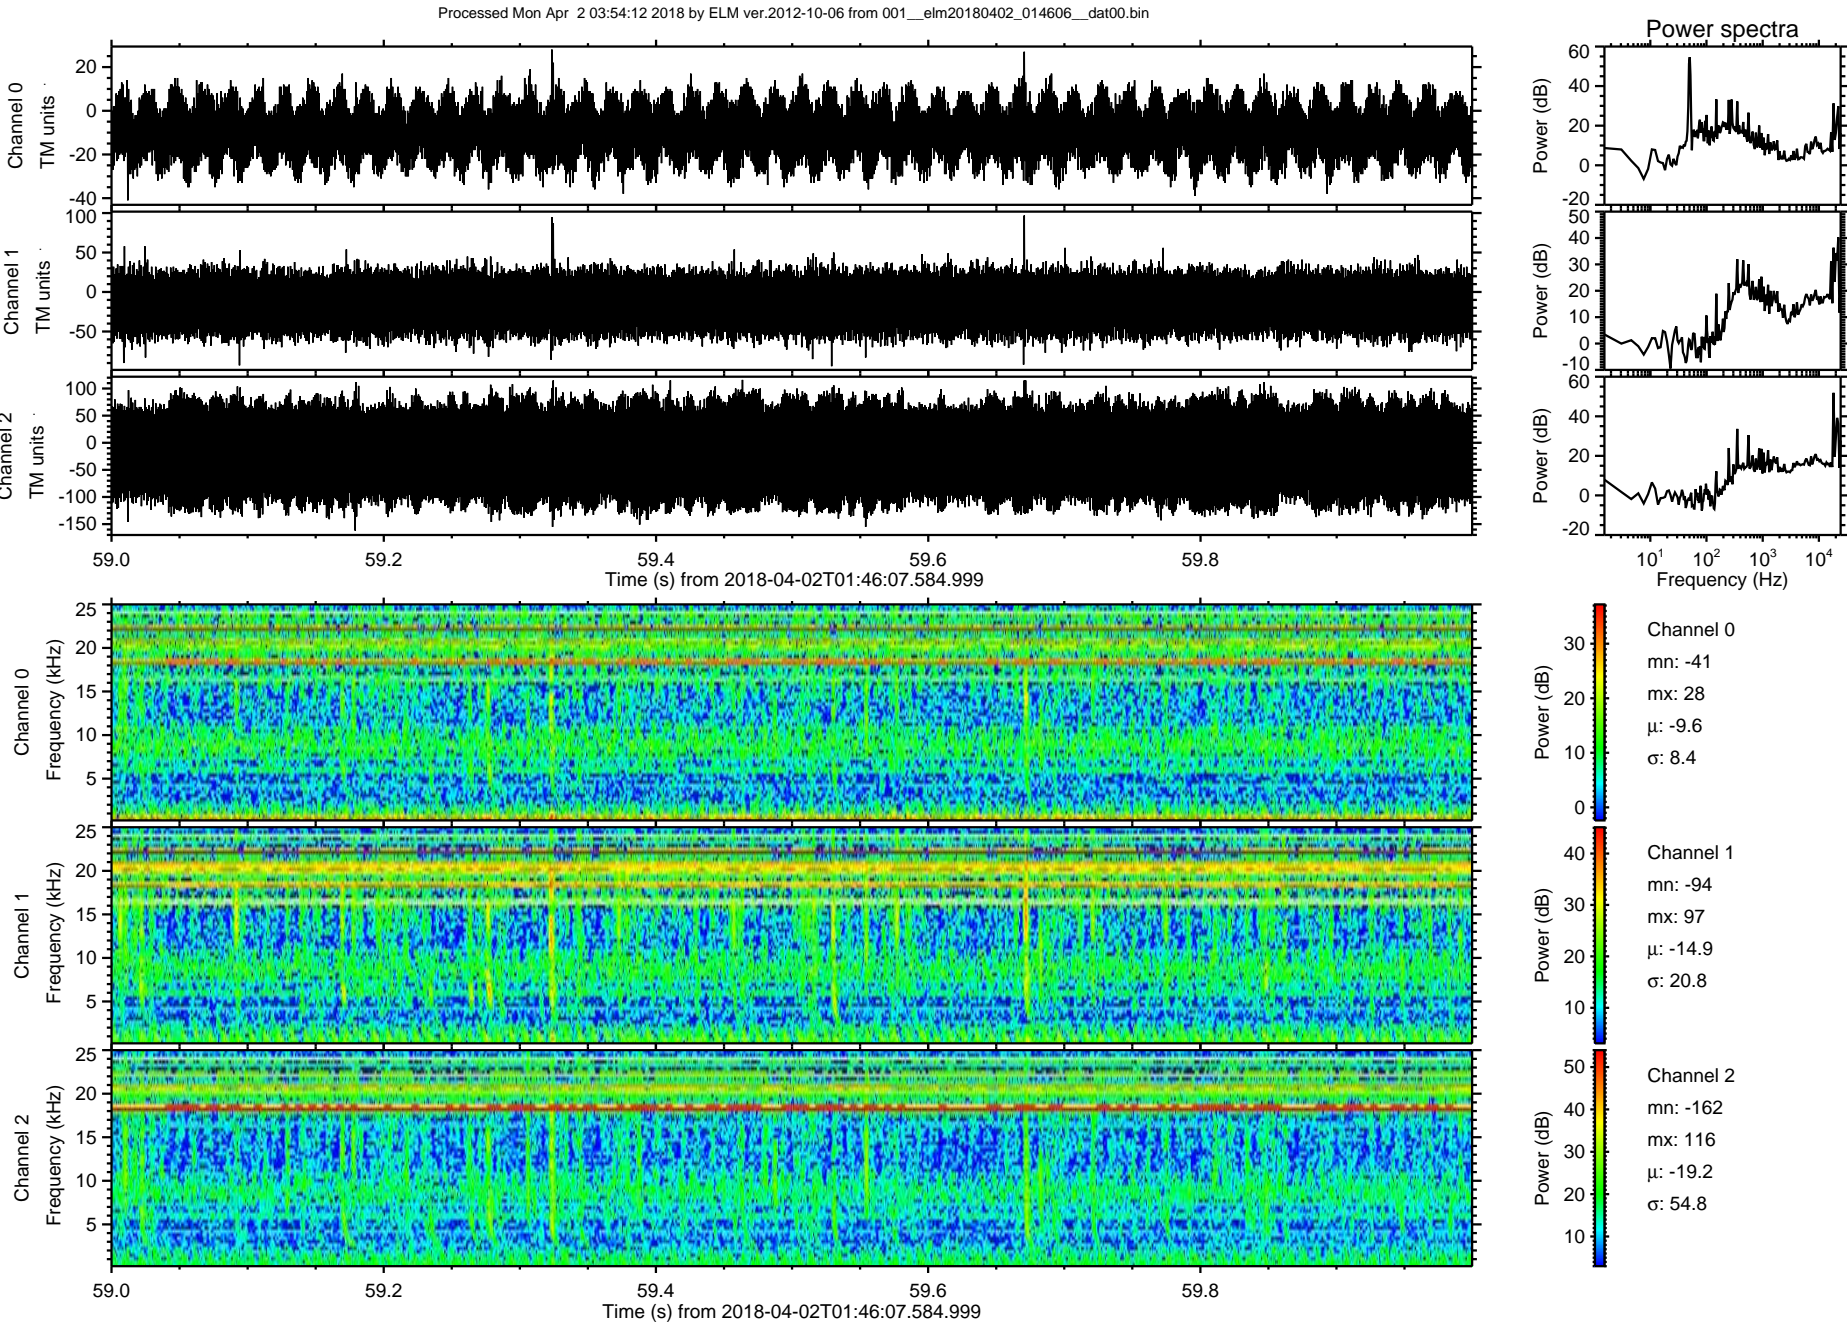 Processed Mon Apr  2 03:54:12 2018 by ELM ver.2012-10-06 from 001__elm20180402_014606__dat00.bin
Power spectra
Channel 0
TM units
20
0
-20
-40
Power (dB)
60
40
20
0
-20
Channel 1
TM units
100
50
0
-50
Power (dB)
50
40
30
20
10
0
-10
Channel 2
TM units
100
50
0
-50
-100
-150
Power (dB)
60
40
20
0
-20
59.0
59.2
59.4
59.6
59.8
Time (s) from 2018-04-02T01:46:07.584.999
10^1
10^2
10^3
10^4
Frequency (Hz)
Channel 0
Frequency (kHz)
25
20
15
10
5
Power (dB)
30
20
10
0
Channel 0
mn: -41
mx: 28
μ: -9.6
σ: 8.4
Channel 1
Frequency (kHz)
25
20
15
10
5
Power (dB)
40
30
20
10
Channel 1
mn: -94
mx: 97
μ: -14.9
σ: 20.8
Channel 2
Frequency (kHz)
25
20
15
10
5
Power (dB)
50
40
30
20
10
Channel 2
mn: -162
mx: 116
μ: -19.2
σ: 54.8
59.0
59.2
59.4
59.6
59.8
Time (s) from 2018-04-02T01:46:07.584.999